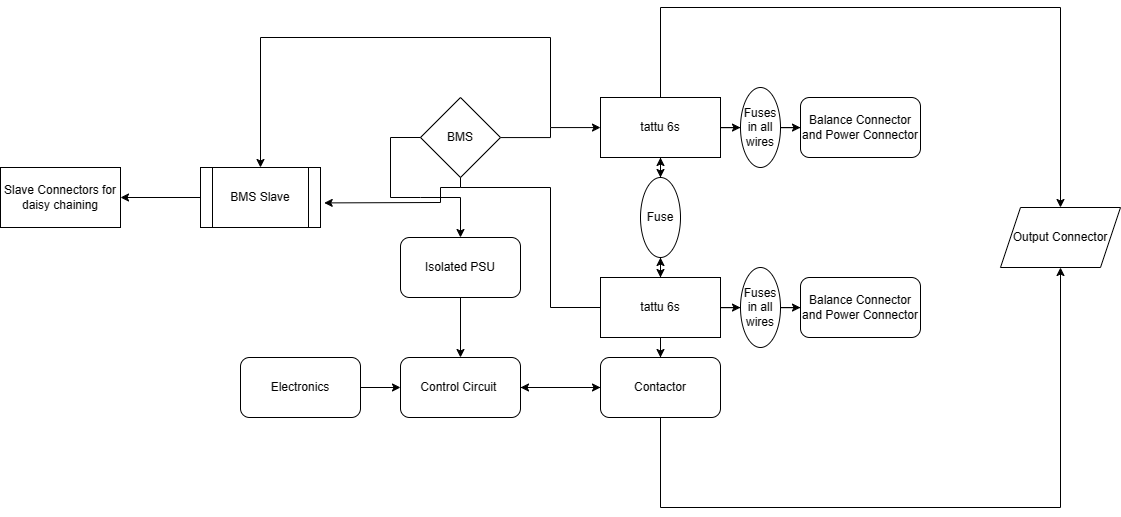 tattu 6s
Fuses
in all
wires
Balance Connector
and Power Connector
BMS
Slave Connectors for
daisy chaining
BMS Slave
Fuse
Output Connector
Isolated PSU
tattu 6s
Fuses
in all
wires
Balance Connector
and Power Connector
Electronics
Control Circuit
Contactor